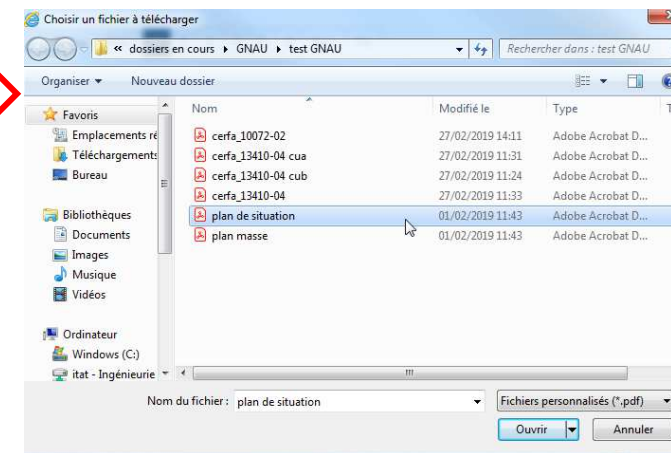 Choisir un fichier à télécharger
« dossiers en cours GNAU test GNAU Rechercher dans : test GNAU
Organiser Nouveau dossier
Favoris
Emplacements ré
Téléchargements
Bureau
Bibliothèques
Documents
Images
Musique
Vidéos
Ordinateur
Windows (C:)
itat - Ingénieurie
Nom Modifié le Type T
cerfa_10072-02 27/02/2019 14:11 Adobe Acrobat D...
cerfa_13410-04 cua 27/02/2019 11:31 Adobe Acrobat D...
cerfa_13410-04 cub 27/02/2019 11:24 Adobe Acrobat D...
cerfa_13410-04 27/02/2019 11:33 Adobe Acrobat D...
plan de situation 01/02/2019 11:43 Adobe Acrobat D...
plan masse 01/02/2019 11:43 Adobe Acrobat D...
Nom du fichier : plan de situation Fichiers personnalisés (*.pdf)
Ouvrir Annuler